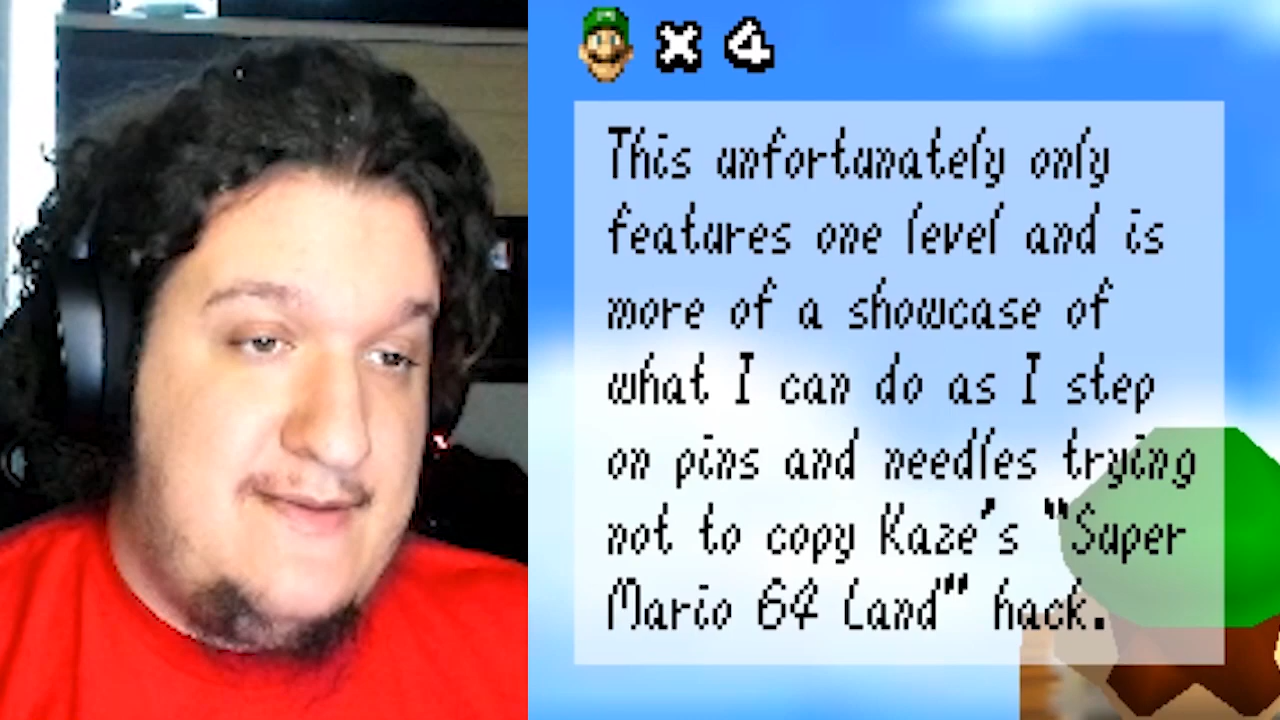 × 4
This unfortunately only
features one level and is
more of a showcase of
what I can do as I step
on pins and needles trying
not to copy Kaze's "Super
Mario 64 Land" hack.